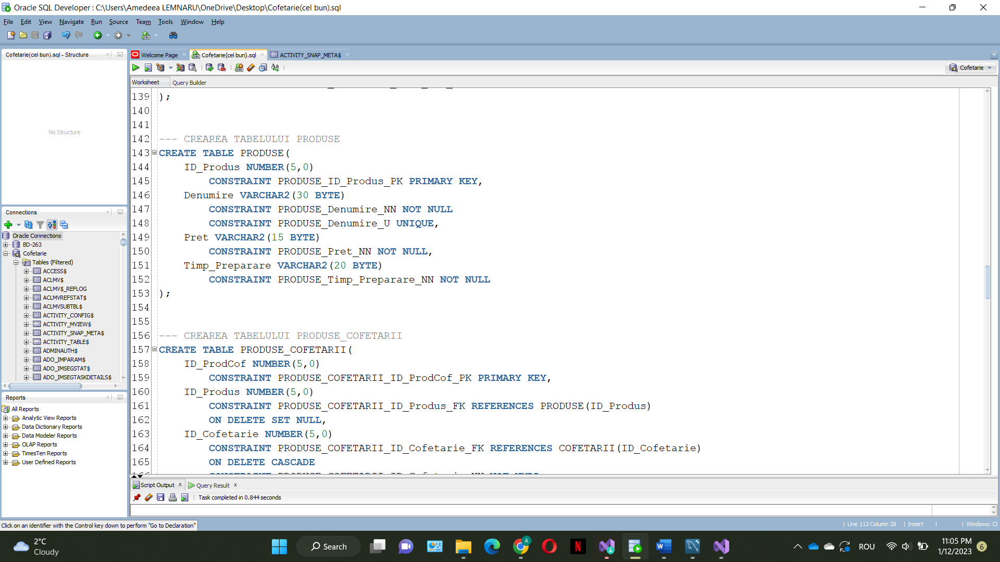 Oracle SQL Developer : C:\Users\Amedeea LEMNARU\OneDrive\Desktop\Cofetarie(cel bun).sql
File Edit View Navigate Run Source Team Tools Window Help
Cofetarie(cel bun).sql - Structure
No Structure
Connections
Oracle Connections
BD-263
Cofetarie
Tables (Filtered)
ACCESS$
ACLMV$
ACLMV$_REFLOG
ACLMVREFSTAT$
ACLMVSUBTBL$
ACTIVITY_CONFIG$
ACTIVITY_MVIEW$
ACTIVITY_SNAP_META$
ACTIVITY_TABLE$
ADMINAUTH$
ADO_IMPARAM$
ADO_IMSEGSTAT$
ADO_IMSEGTASKDETAILS$
Reports
All Reports
Analytic View Reports
Data Dictionary Reports
Data Modeler Reports
OLAP Reports
TimesTen Reports
User Defined Reports
Welcome Page Cofetarie(cel bun).sql ACTIVITY_SNAP_META$
Cofetarie
Worksheet Query Builder
139 );
140
141
142 --- CREAREA TABELULUI PRODUSE
143 CREATE TABLE PRODUSE(
144 ID_Produs NUMBER(5,0)
145 CONSTRAINT PRODUSE_ID_Produs_PK PRIMARY KEY,
146 Denumire VARCHAR2(30 BYTE)
147 CONSTRAINT PRODUSE_Denumire_NN NOT NULL
148 CONSTRAINT PRODUSE_Denumire_U UNIQUE,
149 Pret VARCHAR2(15 BYTE)
150 CONSTRAINT PRODUSE_Pret_NN NOT NULL,
151 Timp_Preparare VARCHAR2(20 BYTE)
152 CONSTRAINT PRODUSE_Timp_Preparare_NN NOT NULL
153 );
154
155
156 --- CREAREA TABELULUI PRODUSE_COFETARII
157 CREATE TABLE PRODUSE_COFETARII(
158 ID_ProdCof NUMBER(5,0)
159 CONSTRAINT PRODUSE_COFETARII_ID_ProdCof_PK PRIMARY KEY,
160 ID_Produs NUMBER(5,0)
161 CONSTRAINT PRODUSE_COFETARII_ID_Produs_FK REFERENCES PRODUSE(ID_Produs)
162 ON DELETE SET NULL,
163 ID_Cofetarie NUMBER(5,0)
164 CONSTRAINT PRODUSE_COFETARII_ID_Cofetarie_FK REFERENCES COFETARII(ID_Cofetarie)
165 ON DELETE CASCADE
Script Output x Query Result x
Task completed in 0.844 seconds
Click on an identifier with the Control key down to perform "Go to Declaration"
Line 113 Column 28 Insert Windows: CF
2°C
Cloudy
Search
ROU
11:05 PM
1/12/2023
6